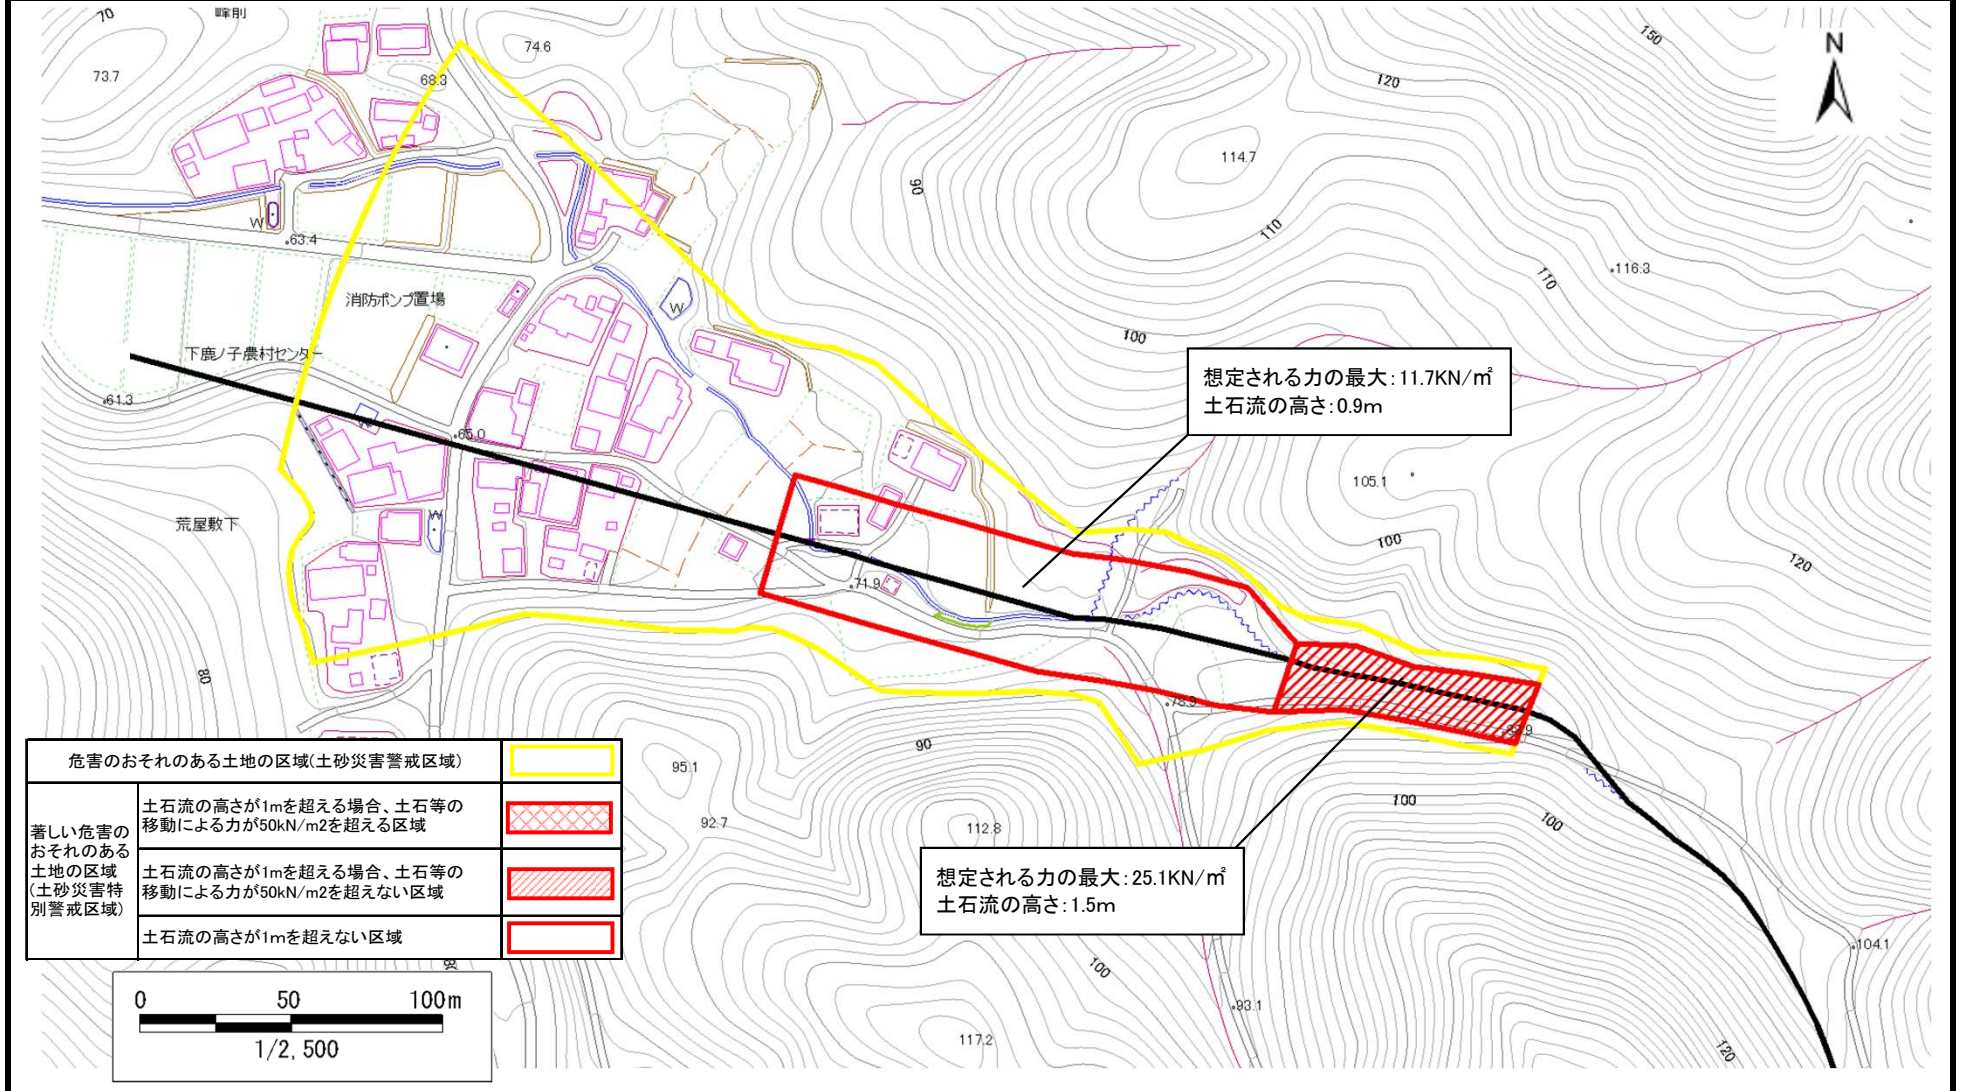 70
峰前
74.6
73.7
68.3
150
N
120
114.7
90
110
W
63.4
116.3
110
消防ポンプ置場
W
100
下鹿ノ子農村センター
想定される力の最大:11.7KN/㎡
土石流の高さ:0.9m
61.3
W
65.0
105.1
荒屋敷下
W
100
120
71.9
80
78.9
90
95.1
100
92.7
112.8
100
危害のおそれのある土地の区域(土砂災害警戒区域)
著しい危害の
おそれのある
土地の区域
(土砂災害特
別警戒区域)
土石流の高さが1mを超える場合、土石等の
移動による力が50kN/m2を超える区域
土石流の高さが1mを超える場合、土石等の
移動による力が50kN/m2を超えない区域
土石流の高さが1mを超えない区域
想定される力の最大:25.1KN/㎡
土石流の高さ:1.5m
104.1
100
93.1
117.2
120
0 50 100m
1/2,500